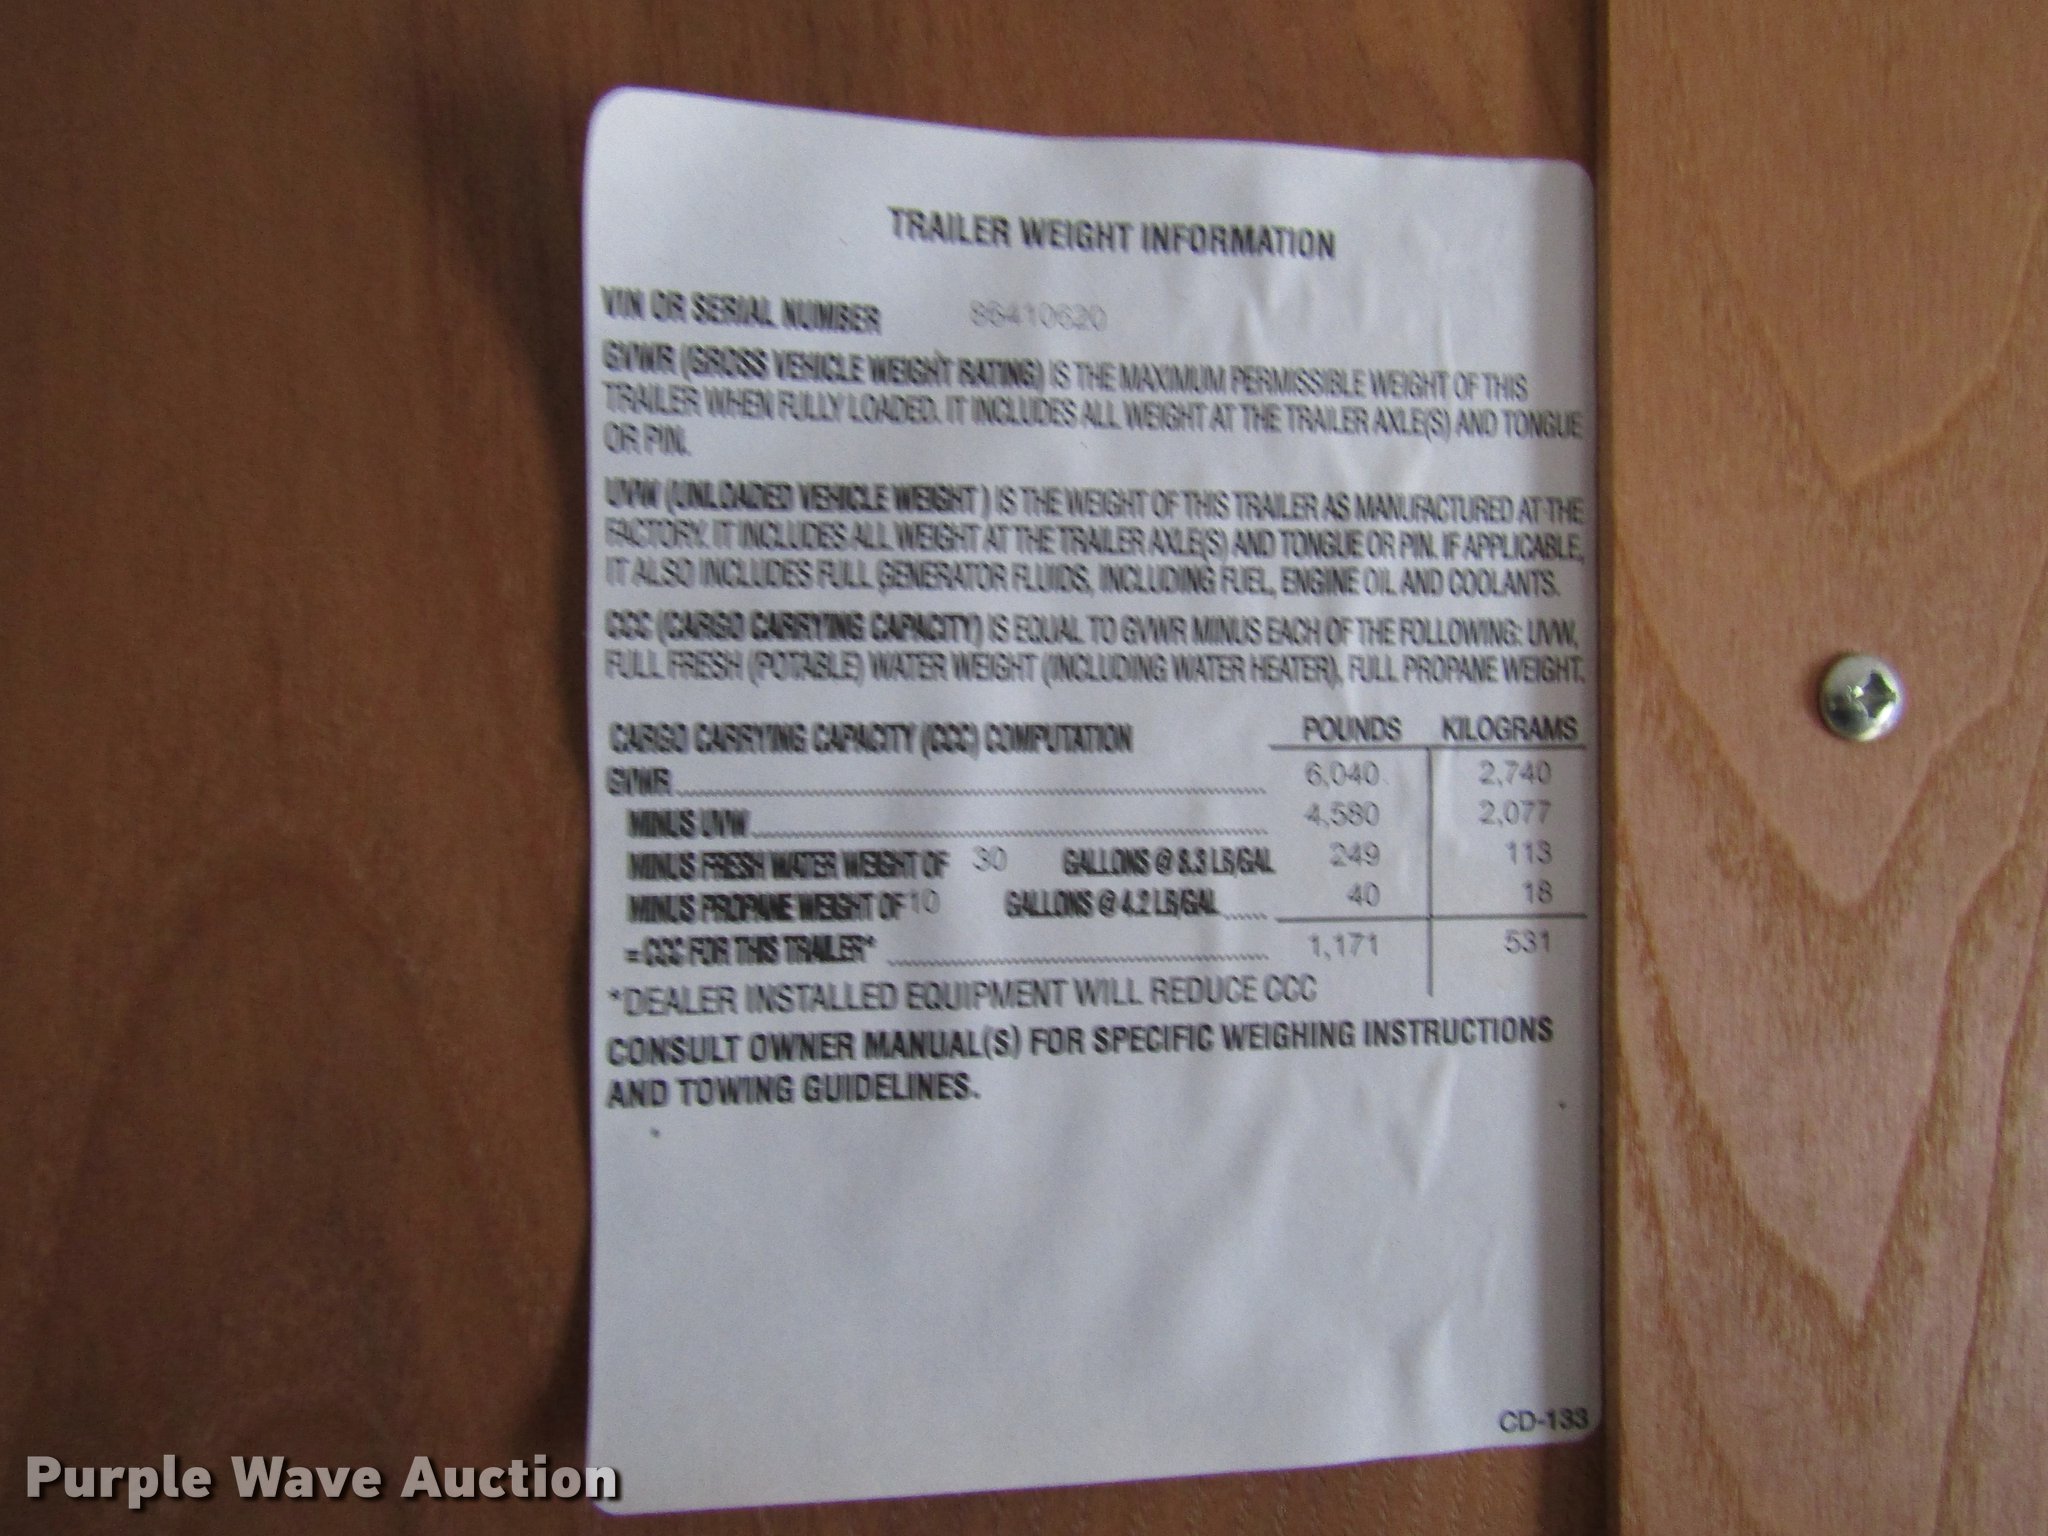 TRAILER WEIGHT INFORMATION
VIN OR SERIAL NUMBER 86410620
GVWR (GROSS VEHICLE WEIGHT RATING) IS THE MAXIMUM PERMISSIBLE WEIGHT OF THIS
TRAILER WHEN FULLY LOADED. IT INCLUDES ALL WEIGHT AT THE TRAILER AXLE(S) AND TONGUE
OR PIN.
UVW (UNLOADED VEHICLE WEIGHT ) IS THE WEIGHT OF THIS TRAILER AS MANUFACTURED AT THE
FACTORY. IT INCLUDES ALL WEIGHT AT THE TRAILER AXLE(S) AND TONGUE OR PIN. IF APPLICABLE,
IT ALSO INCLUDES FULL GENERATOR FLUIDS, INCLUDING FUEL, ENGINE OIL AND COOLANTS.
CCC (CARGO CARRYING CAPACITY) IS EQUAL TO GVWR MINUS EACH OF THE FOLLOWING: UVW,
FULL FRESH (POTABLE) WATER WEIGHT (INCLUDING WATER HEATER), FULL PROPANE WEIGHT.
CARGO CARRYING CAPACITY (CCC) COMPUTATION POUNDS KILOGRAMS
GVWR 6,040 2,740
MINUS UVW 4,580 2,077
MINUS FRESH WATER WEIGHT OF 30 GALLONS @ 8.3 LB/GAL 249 113
MINUS PROPANE WEIGHT OF 10 GALLONS @ 4.2 LB/GAL 40 18
= CCC FOR THIS TRAILER* 1,171 531
*DEALER INSTALLED EQUIPMENT WILL REDUCE CCC
CONSULT OWNER MANUAL(S) FOR SPECIFIC WEIGHING INSTRUCTIONS
AND TOWING GUIDELINES.
CD-133
Purple Wave Auction